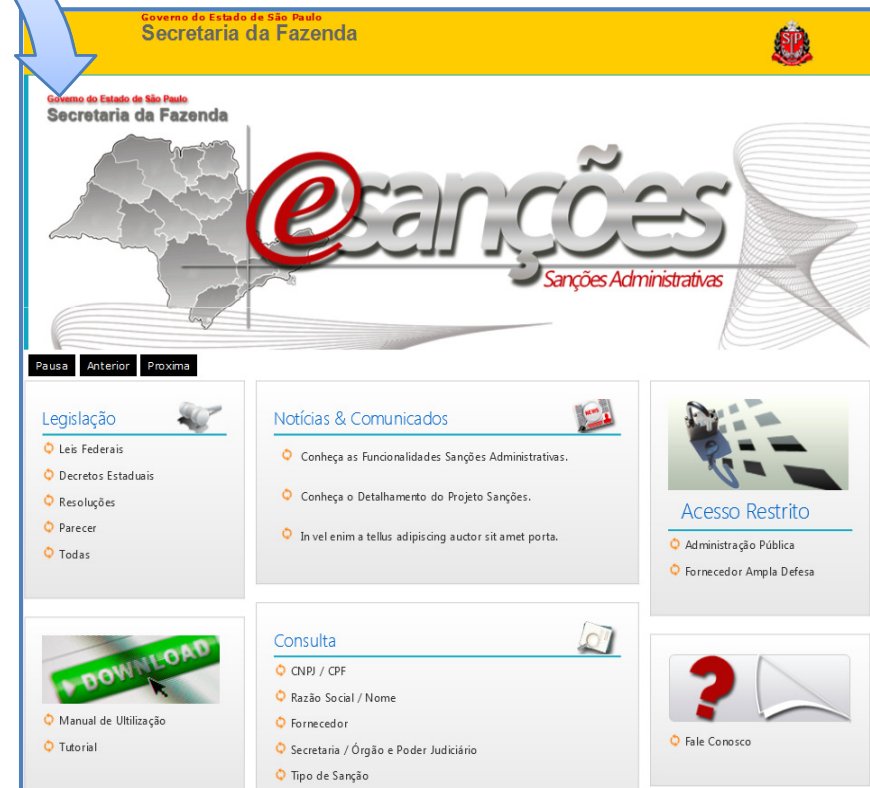 Governo do Estado de São Paulo
Secretaria da Fazenda
SP
Governo do Estado de São Paulo
Secretaria da Fazenda
esanções
Sanções Administrativas
Pausa Anterior Proxima
Legislação
Leis Federais
Decretos Estaduais
Resoluções
Parecer
Todas
Notícias & Comunicados
NEWS
Conheça as Funcionalidades Sanções Administrativas.
Conheça o Detalhamento do Projeto Sanções.
In vel enim a tellus adipiscing auctor sit amet porta.
Acesso Restrito
Administração Pública
Fornecedor Ampla Defesa
DOWNLOAD
Manual de Ultilização
Tutorial
Consulta
CNPJ / CPF
Razão Social / Nome
Fornecedor
Secretaria / Órgão e Poder Judiciário
Tipo de Sanção
?
Fale Conosco